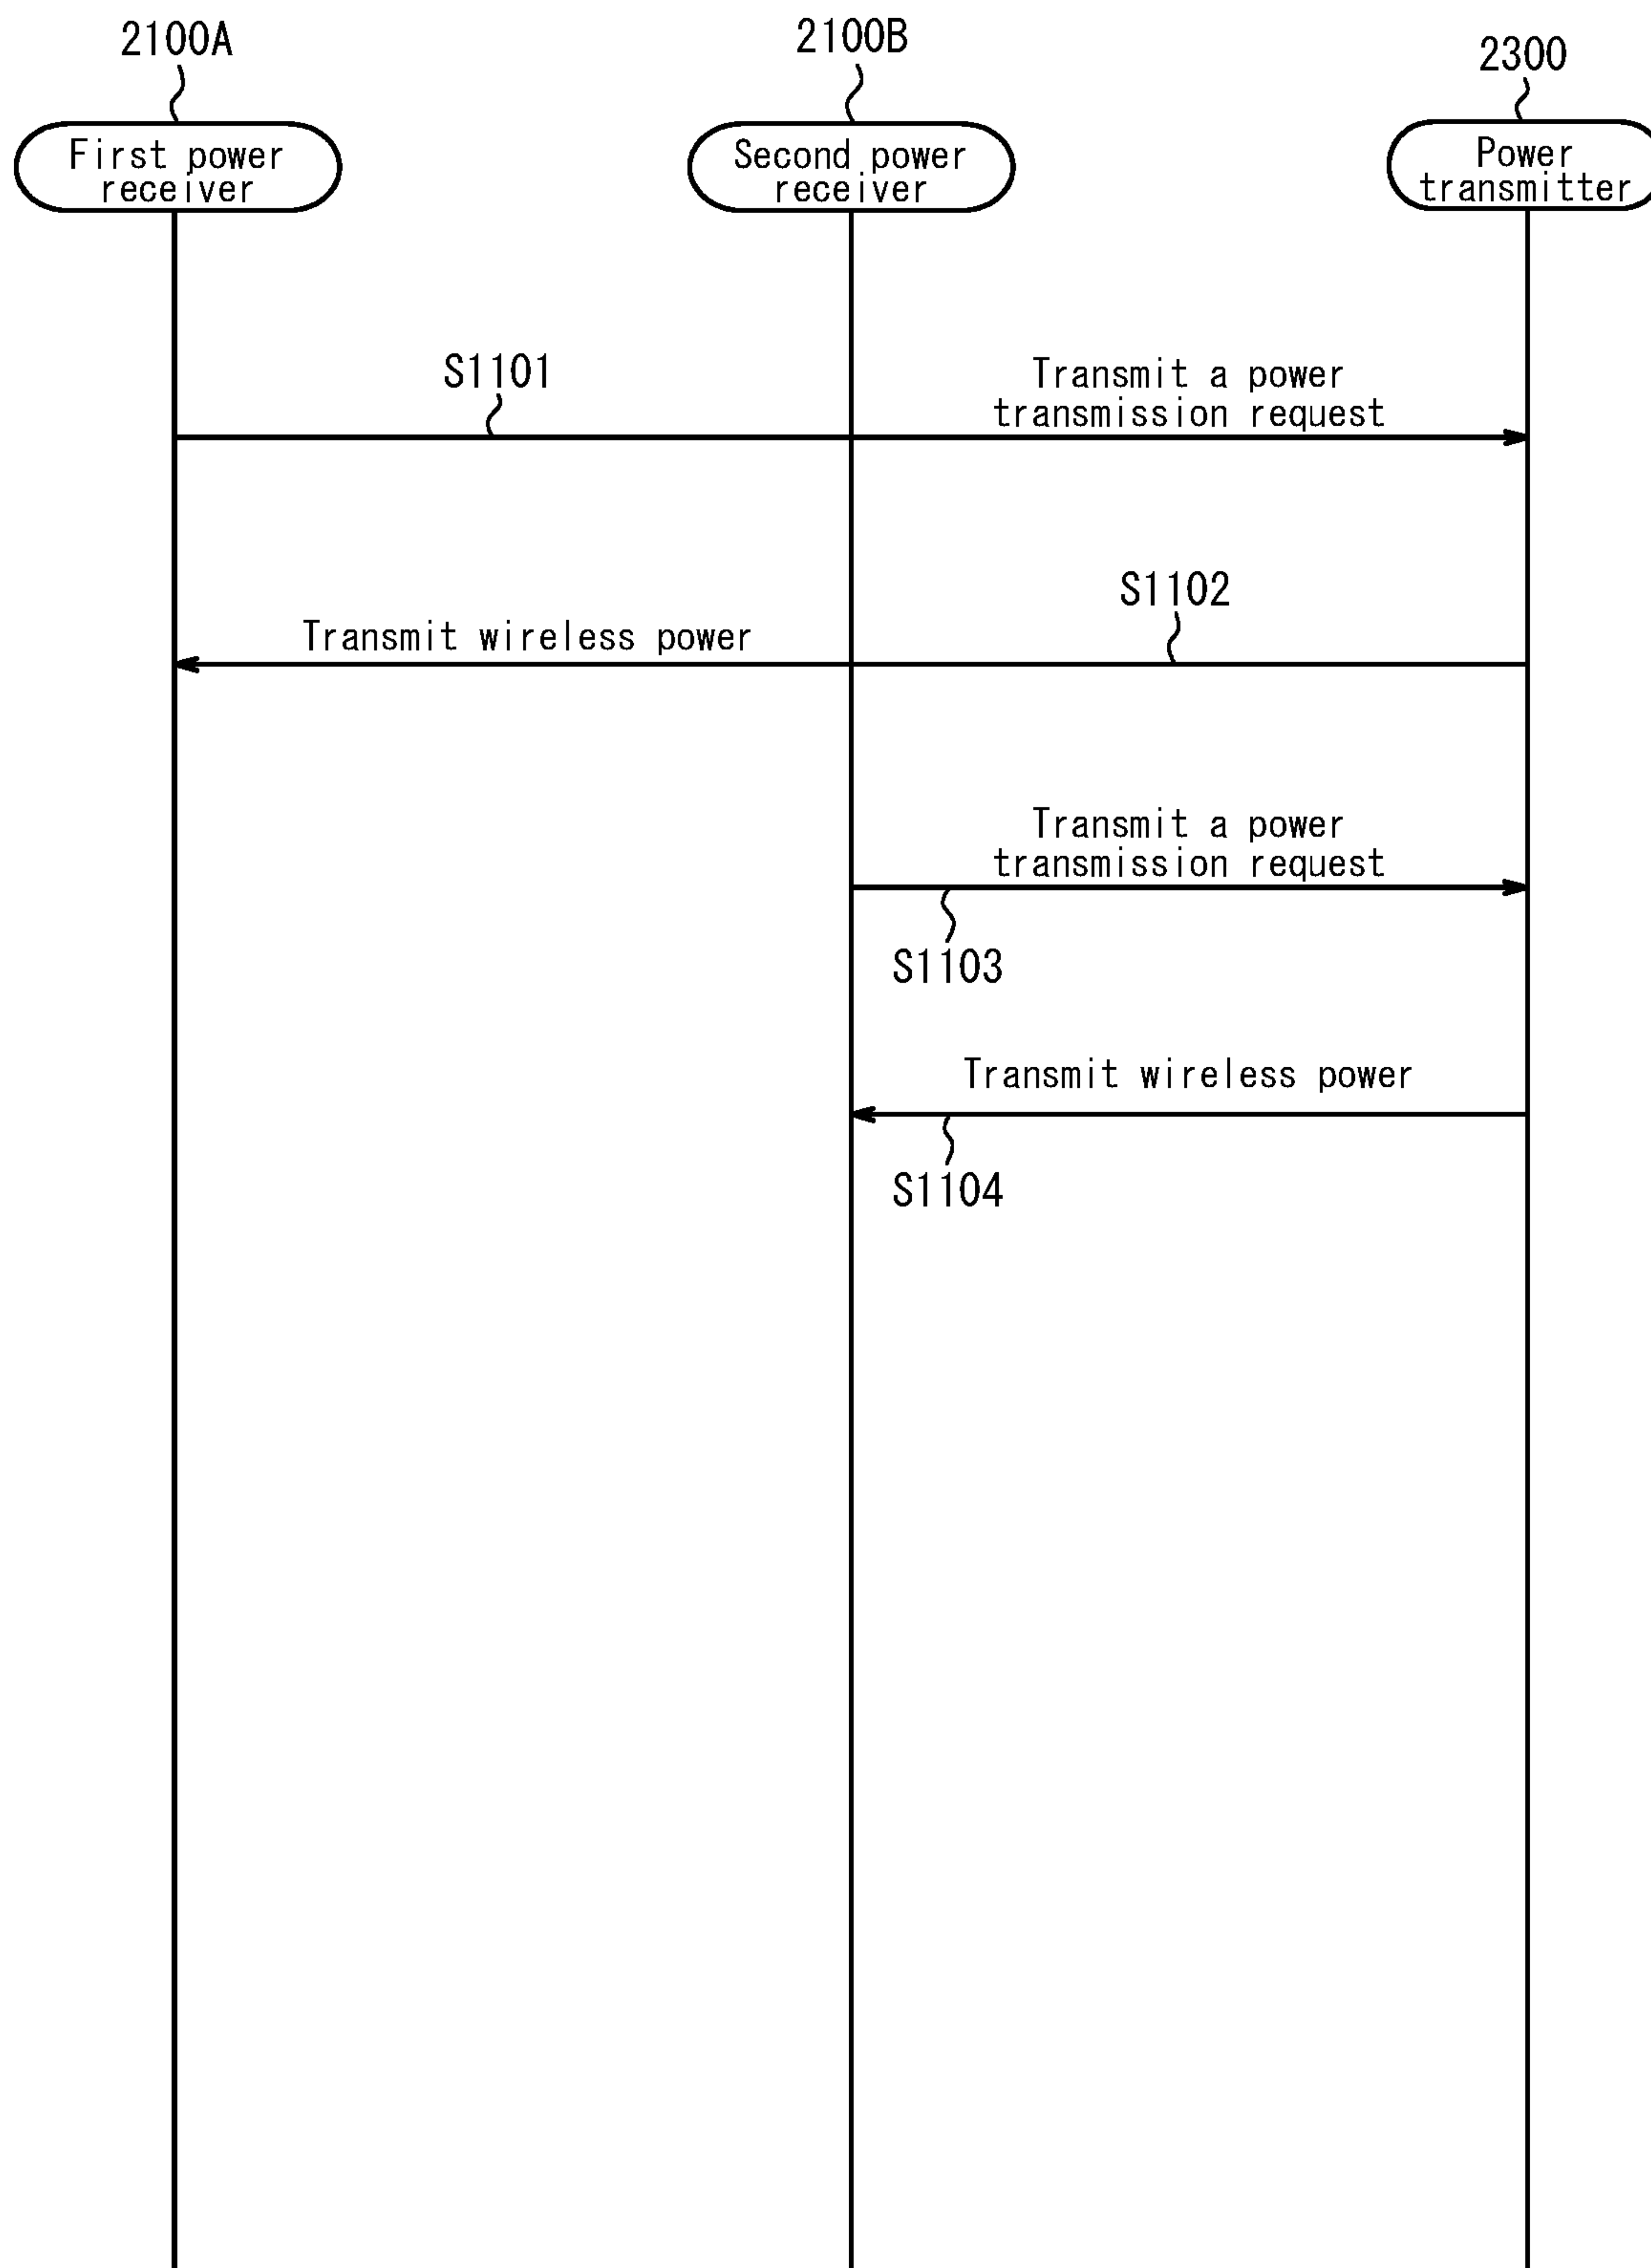 2100A
2100B
2300
First power
receiver
Second power
receiver
Power
transmitter
S1101
Transmit a power
transmission request
S1102
Transmit wireless power
Transmit a power
transmission request
S1103
Transmit wireless power
S1104